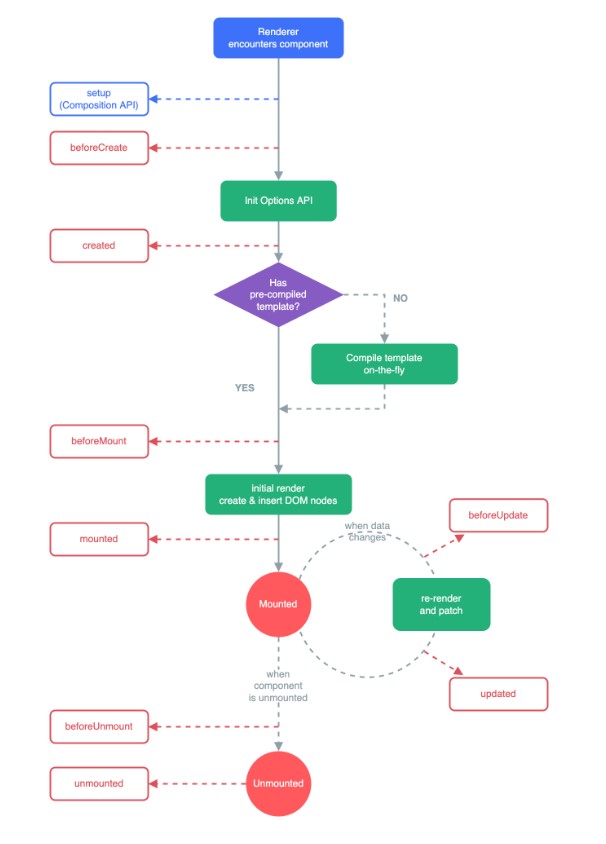 Renderer
encounters component
setup
(Composition API)
beforeCreate
Init Options API
created
Has
pre-compiled
template?
NO
Compile template
on-the-fly
YES
beforeMount
initial render
create & insert DOM nodes
mounted
when data
changes
beforeUpdate
Mounted
re-render
and patch
when
component
is unmounted
updated
beforeUnmount
unmounted
Unmounted